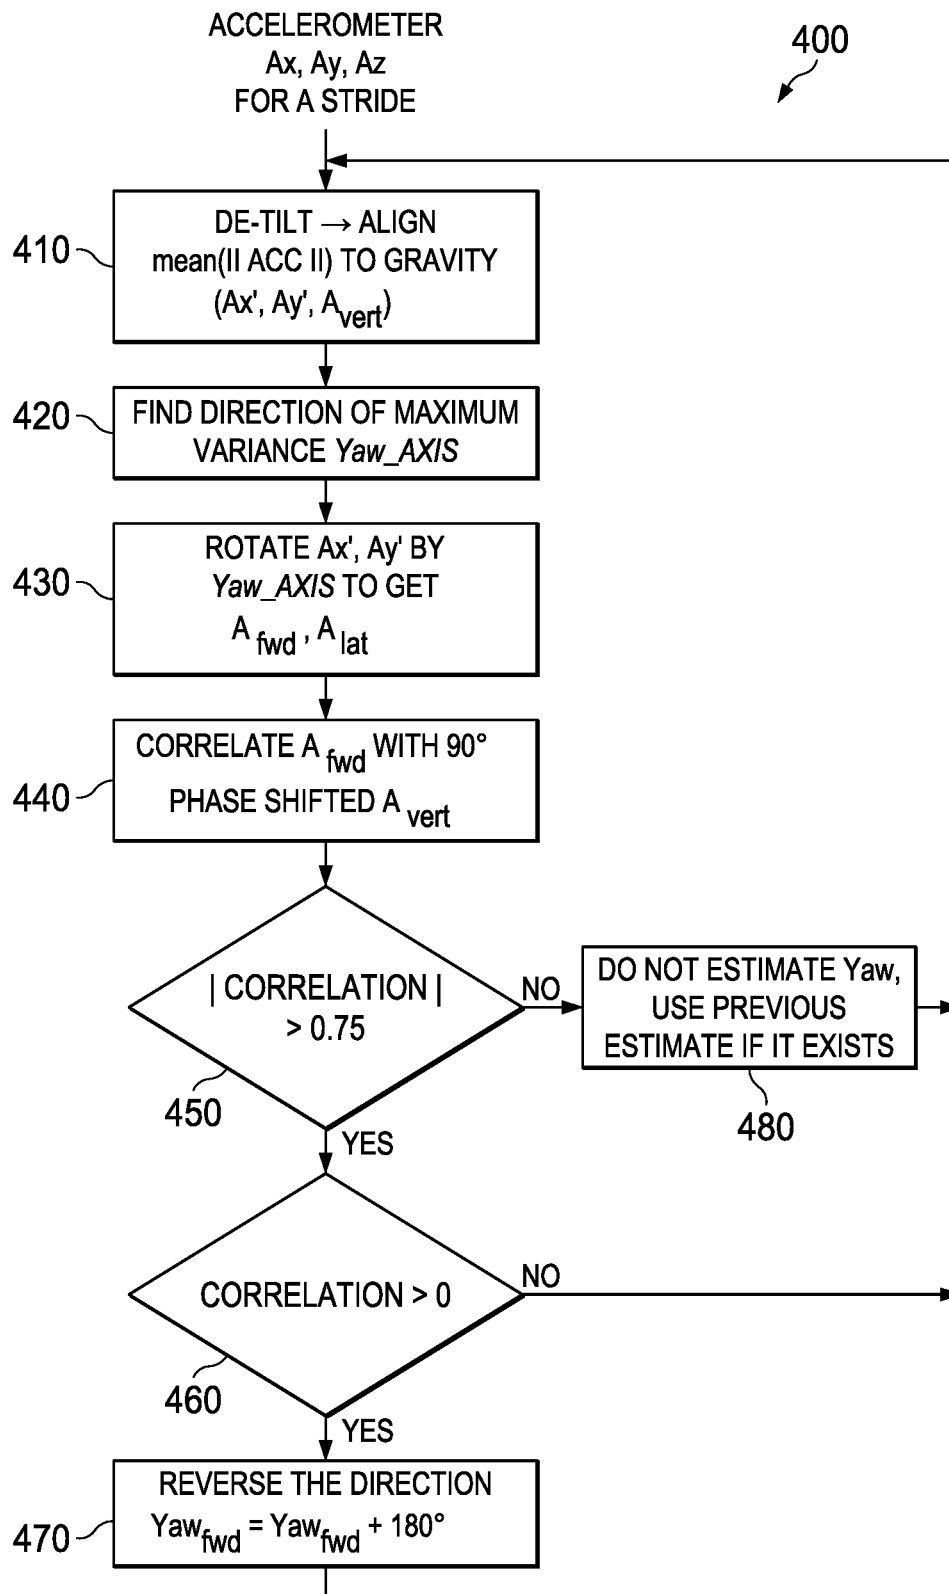 ACCELEROMETER
Ax, Ay, Az
FOR A STRIDE
400
410
DE-TILT → ALIGN
mean(II ACC II) TO GRAVITY
(Ax', Ay', Avert)
420
FIND DIRECTION OF MAXIMUM
VARIANCE Yaw_AXIS
430
ROTATE Ax', Ay' BY
Yaw_AXIS TO GET
A fwd , A lat
440
CORRELATE A fwd WITH 90°
PHASE SHIFTED A vert
| CORRELATION |
> 0.75
450
NO
DO NOT ESTIMATE Yaw,
USE PREVIOUS
ESTIMATE IF IT EXISTS
480
YES
CORRELATION > 0
460
NO
YES
470
REVERSE THE DIRECTION
Yawfwd = Yawfwd + 180°